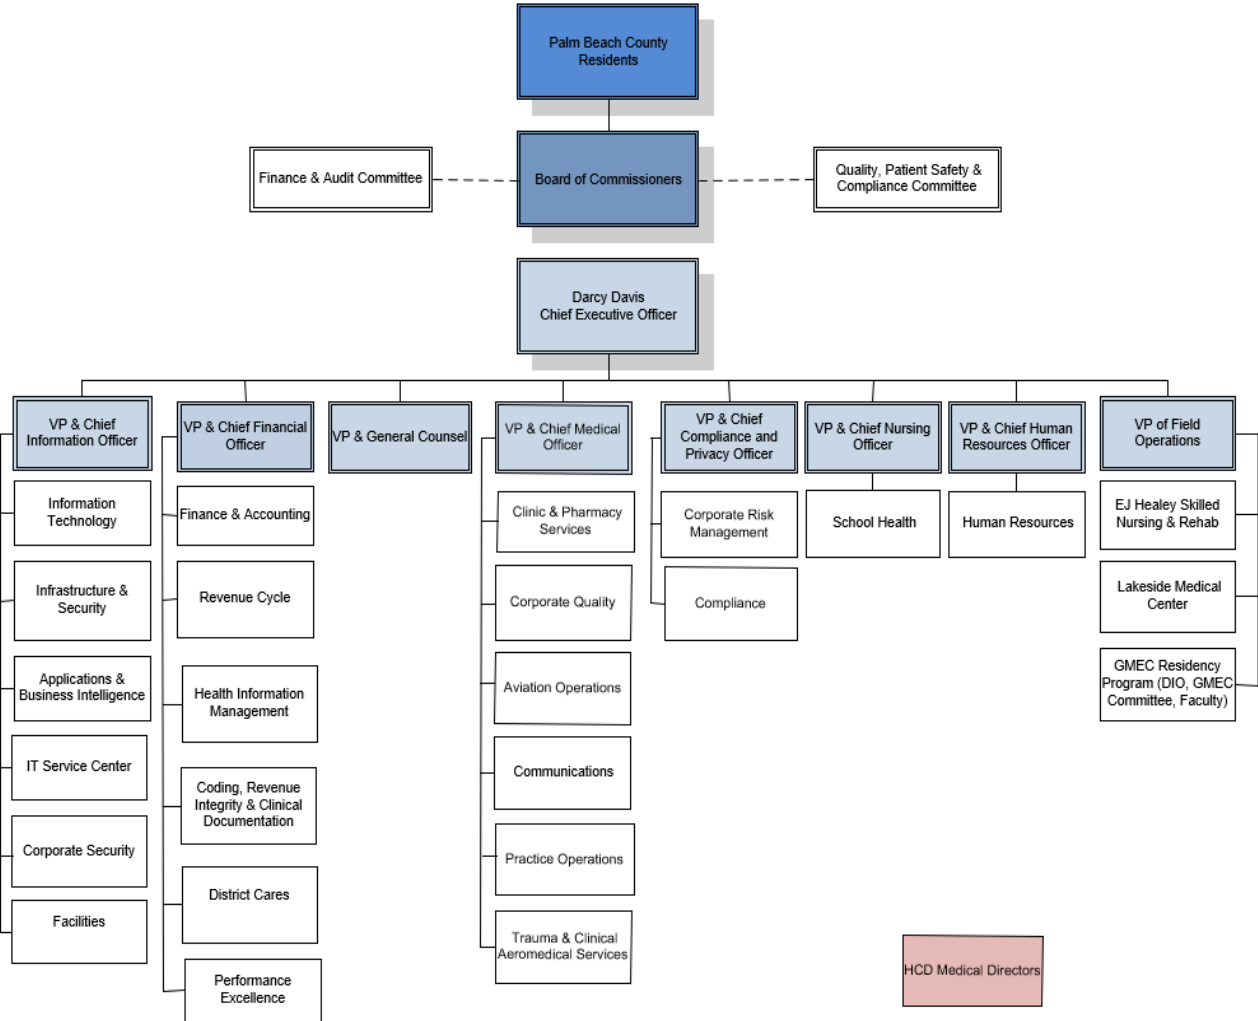 Palm Beach County
Residents
Finance & Audit Committee
Board of Commissioners
Quality, Patient Safety &
Compliance Committee
Darcy Davis
Chief Executive Officer
VP & Chief
Information Officer
VP & Chief Financial
Officer
VP & General Counsel
VP & Chief Medical
Officer
VP & Chief
Compliance and
Privacy Officer
VP & Chief Nursing
Officer
VP & Chief Human
Resources Officer
VP of Field
Operations
Information
Technology
Infrastructure &
Security
Applications &
Business Intelligence
IT Service Center
Corporate Security
Facilities
Finance & Accounting
Revenue Cycle
Health Information
Management
Coding, Revenue
Integrity & Clinical
Documentation
District Cares
Performance
Excellence
Clinic & Pharmacy
Services
Corporate Quality
Aviation Operations
Communications
Practice Operations
Trauma & Clinical
Aeromedical Services
Corporate Risk
Management
Compliance
School Health
Human Resources
EJ Healey Skilled
Nursing & Rehab
Lakeside Medical
Center
GMEC Residency
Program (DIO, GMEC
Committee, Faculty)
HCD Medical Directors